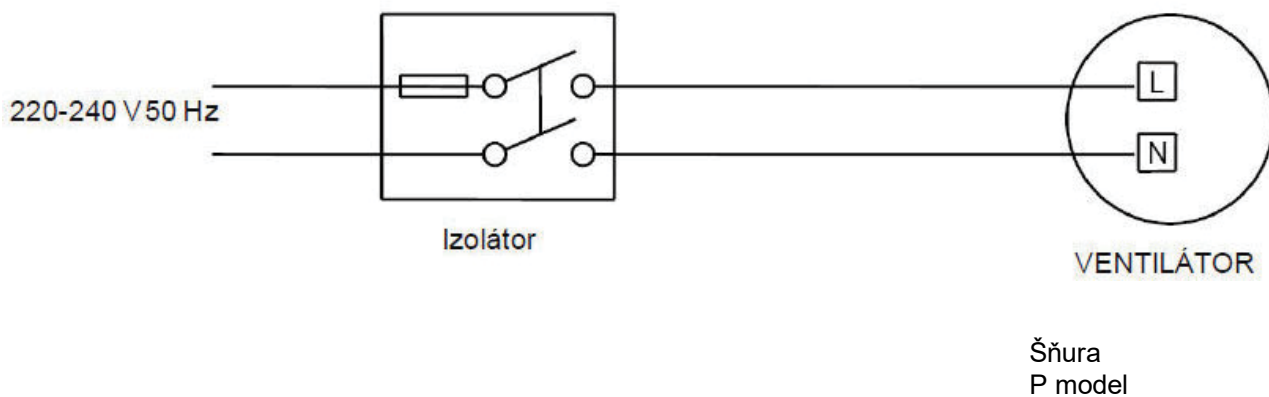 220-240 V 50 Hz
L
N
Izolátor
VENTILÁTOR
Šňura
P model